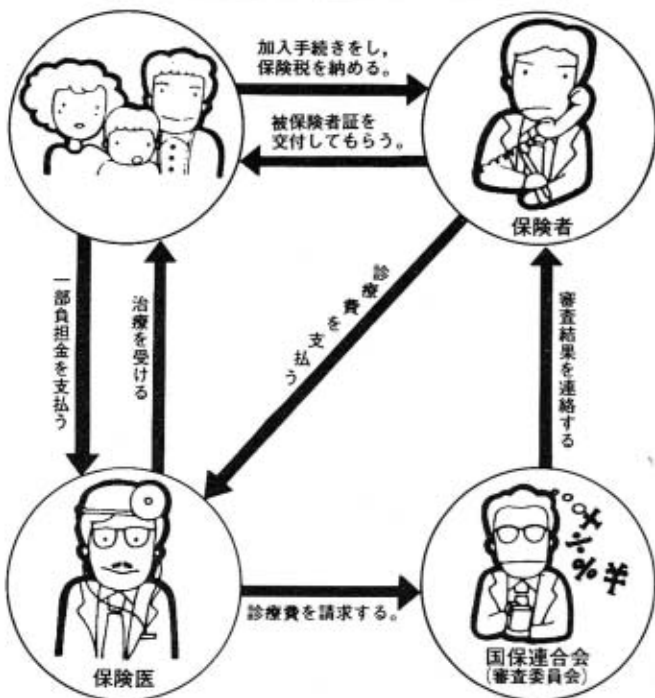 加入手続きをし，
保険税を納める。
被保険者証を
交付してもらう。
保険者
一部負担金を支払う
治療を受ける
診療費を支払う
審査結果を連絡する
÷%¥
診療費を請求する。
保険医
国保連合会
(審査委員会)